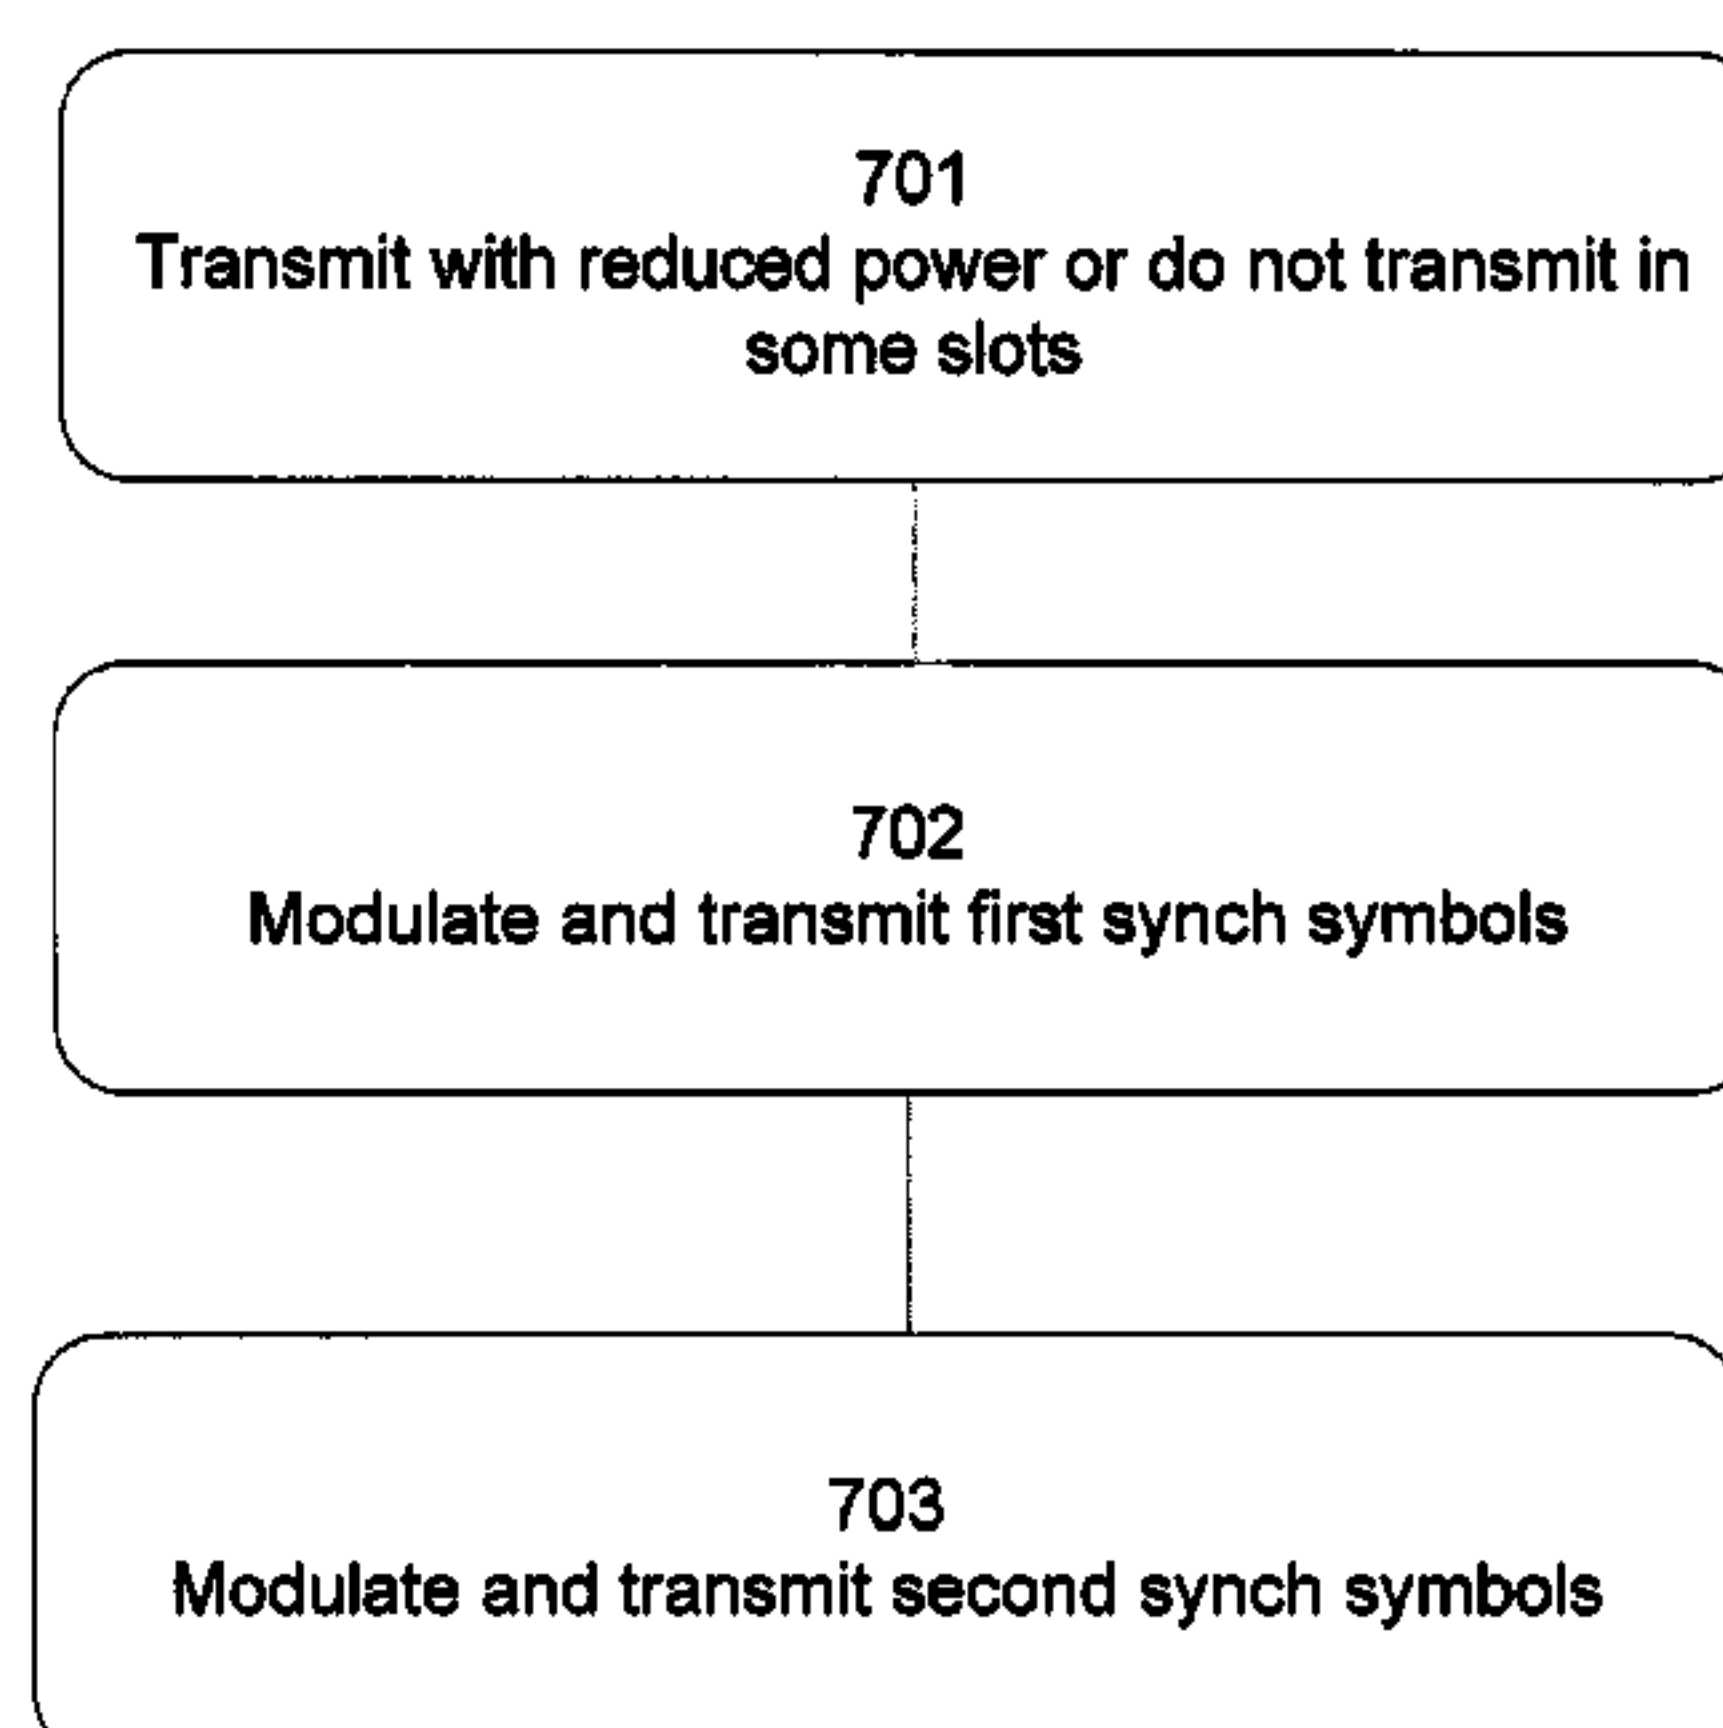 701
Transmit with reduced power or do not transmit in
some slots
702
Modulate and transmit first synch symbols
703
Modulate and transmit second synch symbols